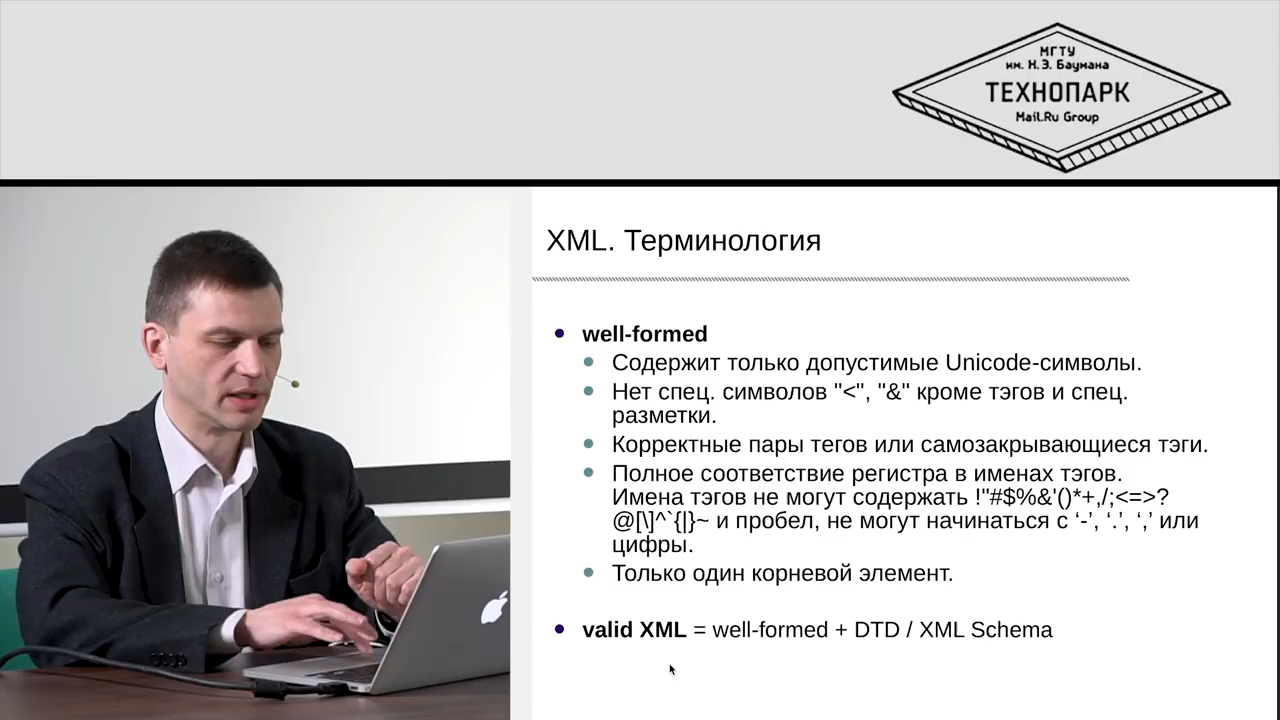 МГТУ
им. Н.Э. Баумана
ТЕХНОПАРК
Mail.Ru Group
XML. Терминология
well-formed
Содержит только допустимые Unicode-символы.
Нет спец. символов "<", "&" кроме тэгов и спец.
разметки.
Корректные пары тегов или самозакрывающиеся тэги.
Полное соответствие регистра в именах тэгов.
Имена тэгов не могут содержать !"#$%&'()*+,/;<=>?
@[\]^`{|}~ и пробел, не могут начинаться с ‘-’, ‘.’, ‘,’ или
цифры.
Только один корневой элемент.
valid XML = well-formed + DTD / XML Schema